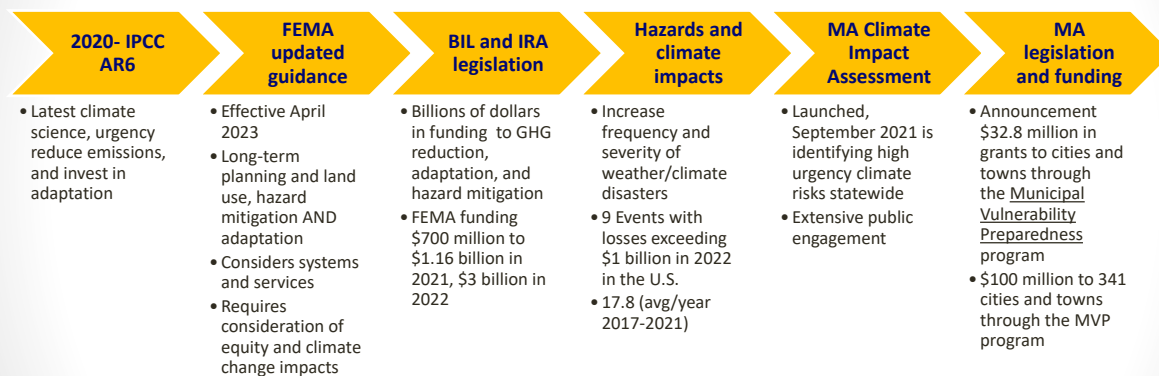 2020- IPCC
AR6
• Latest climate
science, urgency
reduce emissions,
and invest in
adaptation
FEMA
updated
guidance
• Effective April
2023
• Long-term
planning and land
use, hazard
mitigation AND
adaptation
• Considers systems
and services
• Requires
consideration of
equity and climate
change impacts
BIL and IRA
legislation
• Billions of dollars
in funding  to GHG
reduction,
adaptation, and
hazard mitigation
• FEMA funding
$700 million to
$1.16 billion in
2021, $3 billion in
2022
Hazards and
climate
impacts
• Increase
frequency and
severity of
weather/climate
disasters
• 9 Events with
losses exceeding
$1 billion in 2022
in the U.S.
• 17.8 (avg/year
2017-2021)
MA Climate
Impact
Assessment
• Launched,
September 2021 is
identifying high
urgency climate
risks statewide
• Extensive public
engagement
MA
legislation
and funding
• Announcement
$32.8 million in
grants to cities and
towns through
the Municipal
Vulnerability
Preparedness
program
• $100 million to 341
cities and towns
through the MVP
program